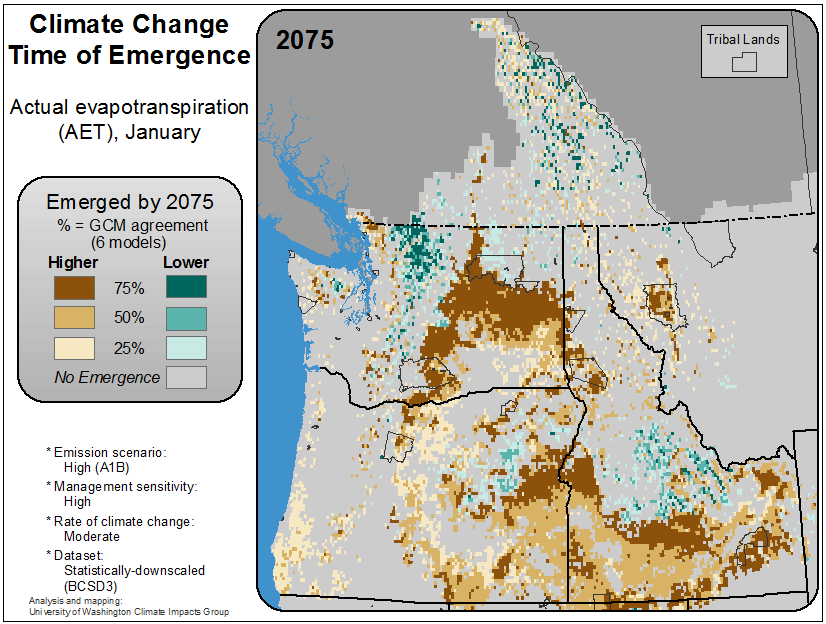 Climate Change
Time of Emergence
Actual evapotranspiration
(AET), January
2075
Tribal Lands
Emerged by 2075
% = GCM agreement
(6 models)
Higher Lower
75%
50%
25%
No Emergence
* Emission scenario:
High (A1B)
* Management sensitivity:
High
* Rate of climate change:
Moderate
* Dataset:
Statistically-downscaled
(BCSD3)
Analysis and mapping:
University of Washington Climate Impacts Group